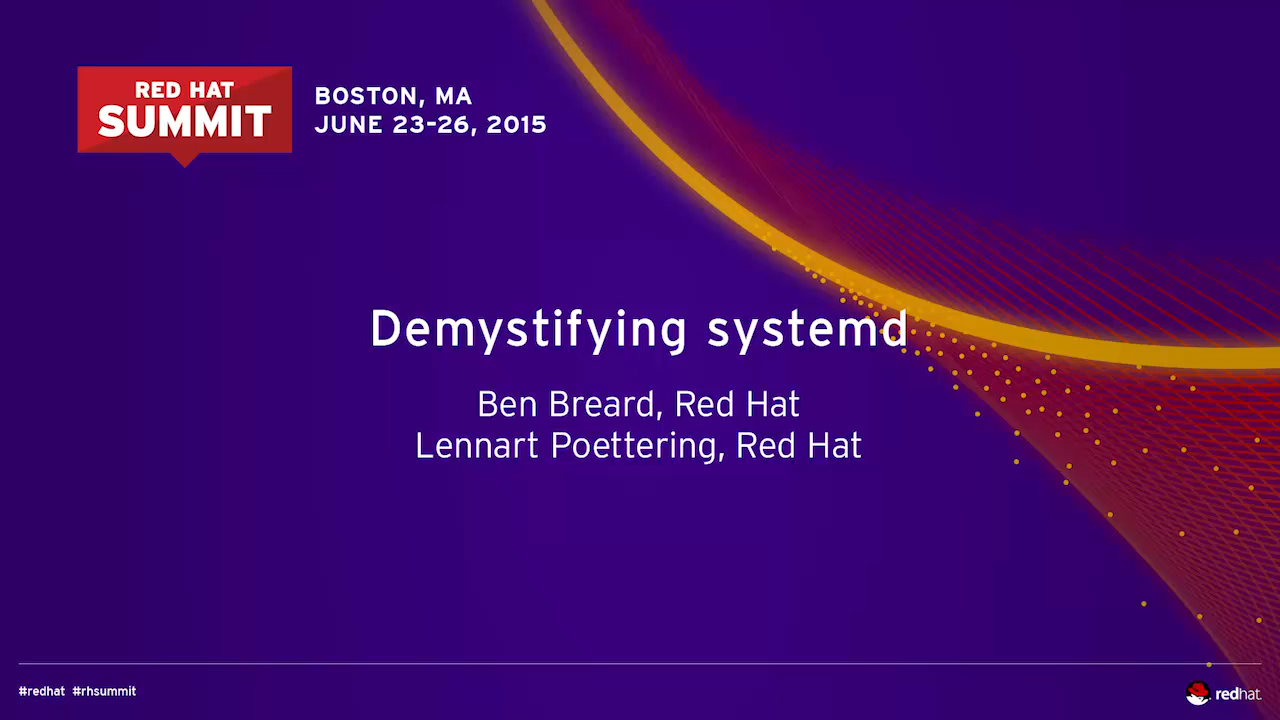 RED HAT
SUMMIT
BOSTON, MA
JUNE 23-26, 2015
Demystifying systemd
Ben Breard, Red Hat
Lennart Poettering, Red Hat
#redhat #rhsummit
redhat.